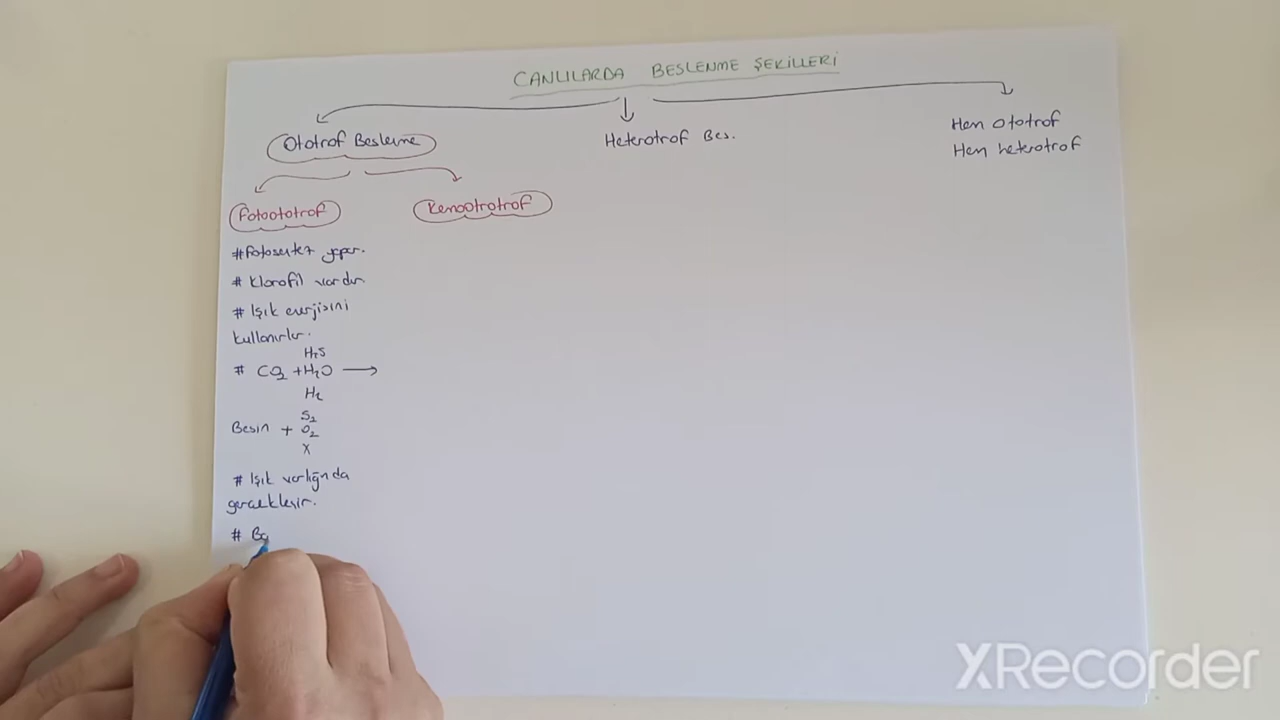 CANLILARDA BESLENME ŞEKİLLERİ
Ototrof Beslenme
Heterotrof Bes.
Hem ototrof
Hem heterotrof
Fotoototrof
Kemoototrof
#Fotosentez yapar.
# Klorofil vardır.
# Işık enerjisini
kullanırlar.
H₂S
# CO₂ + H₂O →
H₂
S₂
Besin + O₂
X
# Işık varlığında
gerçekleşir.
# Ba
XRecorder